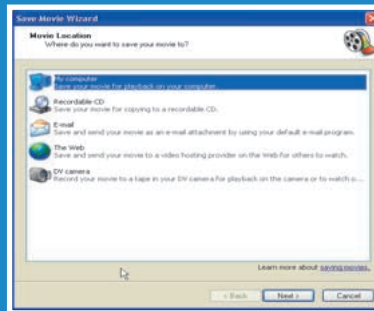 Save Movie Wizard
Movie Location
Where do you want to save your movie to?
My computer
Save your movie for playback on your computer.
Recordable CD
Save your movie for copying to a recordable CD.
E-mail
Save and send your movie as an e-mail attachment by using your default e-mail program.
The Web
Save and send your movie to a video hosting provider on the Web for others to watch.
DV camera
Record your movie to a tape in your DV camera for playback on the camera or to watch o...
Learn more about saving movies.
< Back Next > Cancel